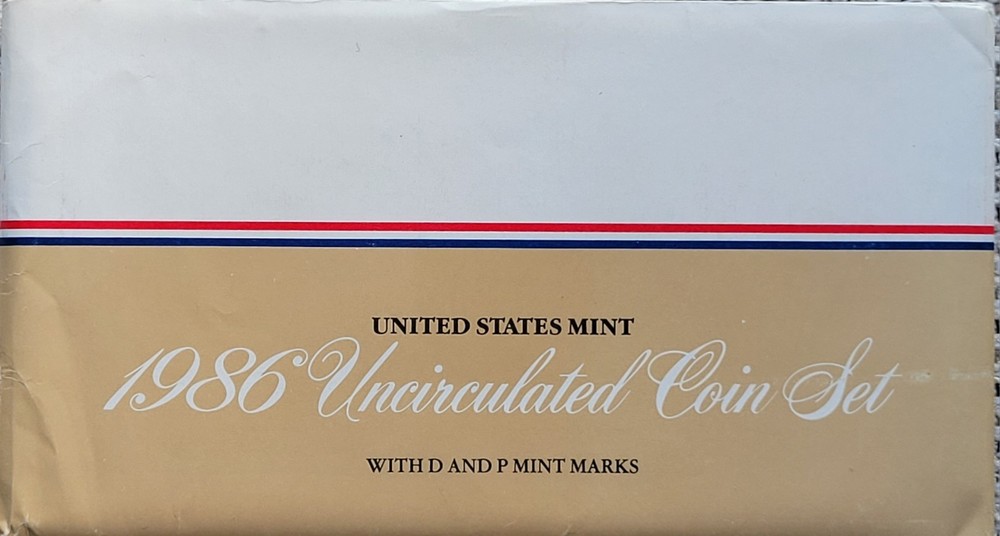 UNITED STATES MINT
1986 Uncirculated Coin Set
WITH D AND P MINT MARKS